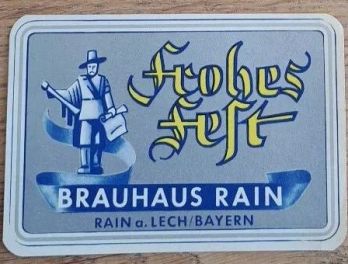 Frohes
Fest
BRAUHAUS RAIN
RAIN a. LECH/BAYERN